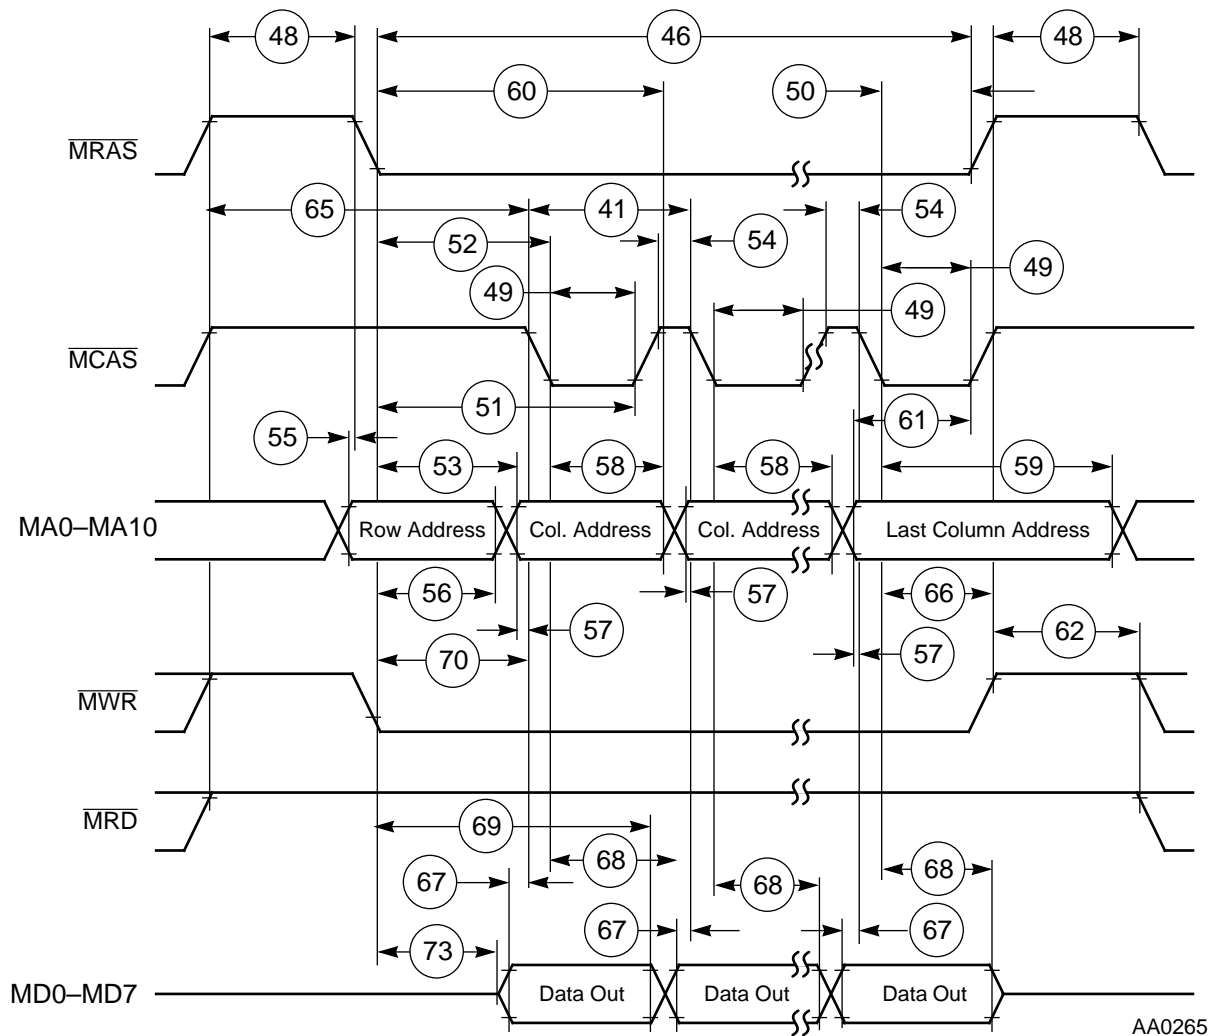 48 46 48
60 50
MRAS
65 41 54
52 54
49 49
49
MCAS
51 61
55
53 58 58 59
MA0–MA10 Row Address Col. Address Col. Address Last Column Address
56 57 66
57 62
70 57
MWR
MRD
69
68 68
67 68
67 67
73
MD0–MD7 Data Out Data Out Data Out
AA0265